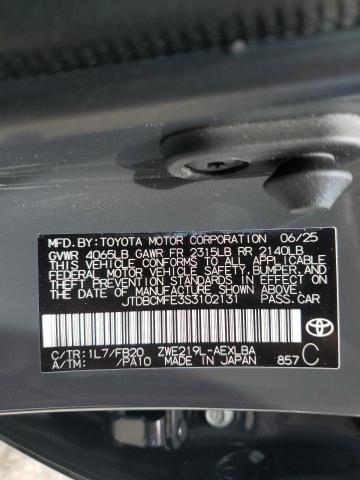 MFD. BY:TOYOTA MOTOR CORPORATION 06/25
GVWR 4065LB GAWR FR 2315LB RR 2140LB
THIS VEHICLE CONFORMS TO ALL APPLICABLE
FEDERAL MOTOR VEHICLE SAFETY, BUMPER, AND
THEFT PREVENTION STANDARDS IN EFFECT ON
THE DATE OF MANUFACTURE SHOWN ABOVE.
JTDBCMFE3S3102131 PASS.CAR
C/TR:1L7/FB20 ZWE219L-AEXLBA
A/TM: /PA10 MADE IN JAPAN 857 C
TOYOTA